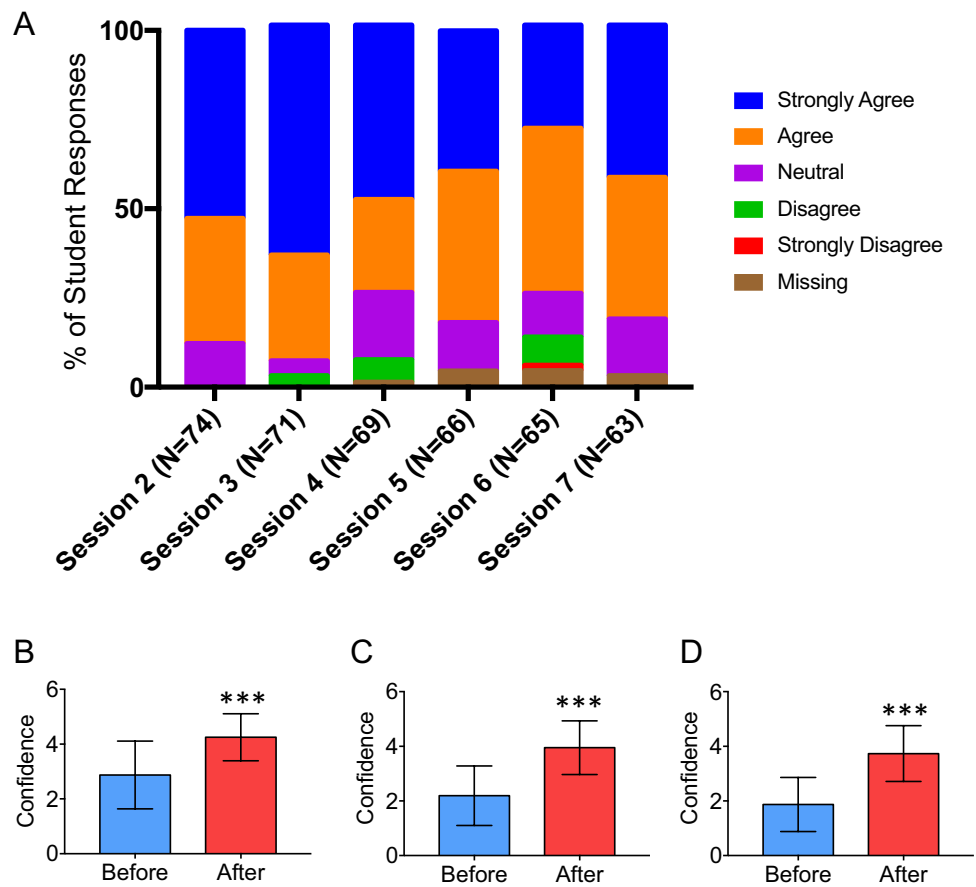 A
% of Student Responses
100
50
0
Strongly Agree
Agree
Neutral
Disagree
Strongly Disagree
Missing
Session 2 (N=74)
Session 3 (N=71)
Session 4 (N=69)
Session 5 (N=66)
Session 6 (N=65)
Session 7 (N=63)
B
Confidence
6
4
2
0
***
Before
After
C
Confidence
6
4
2
0
***
Before
After
D
Confidence
6
4
2
0
***
Before
After